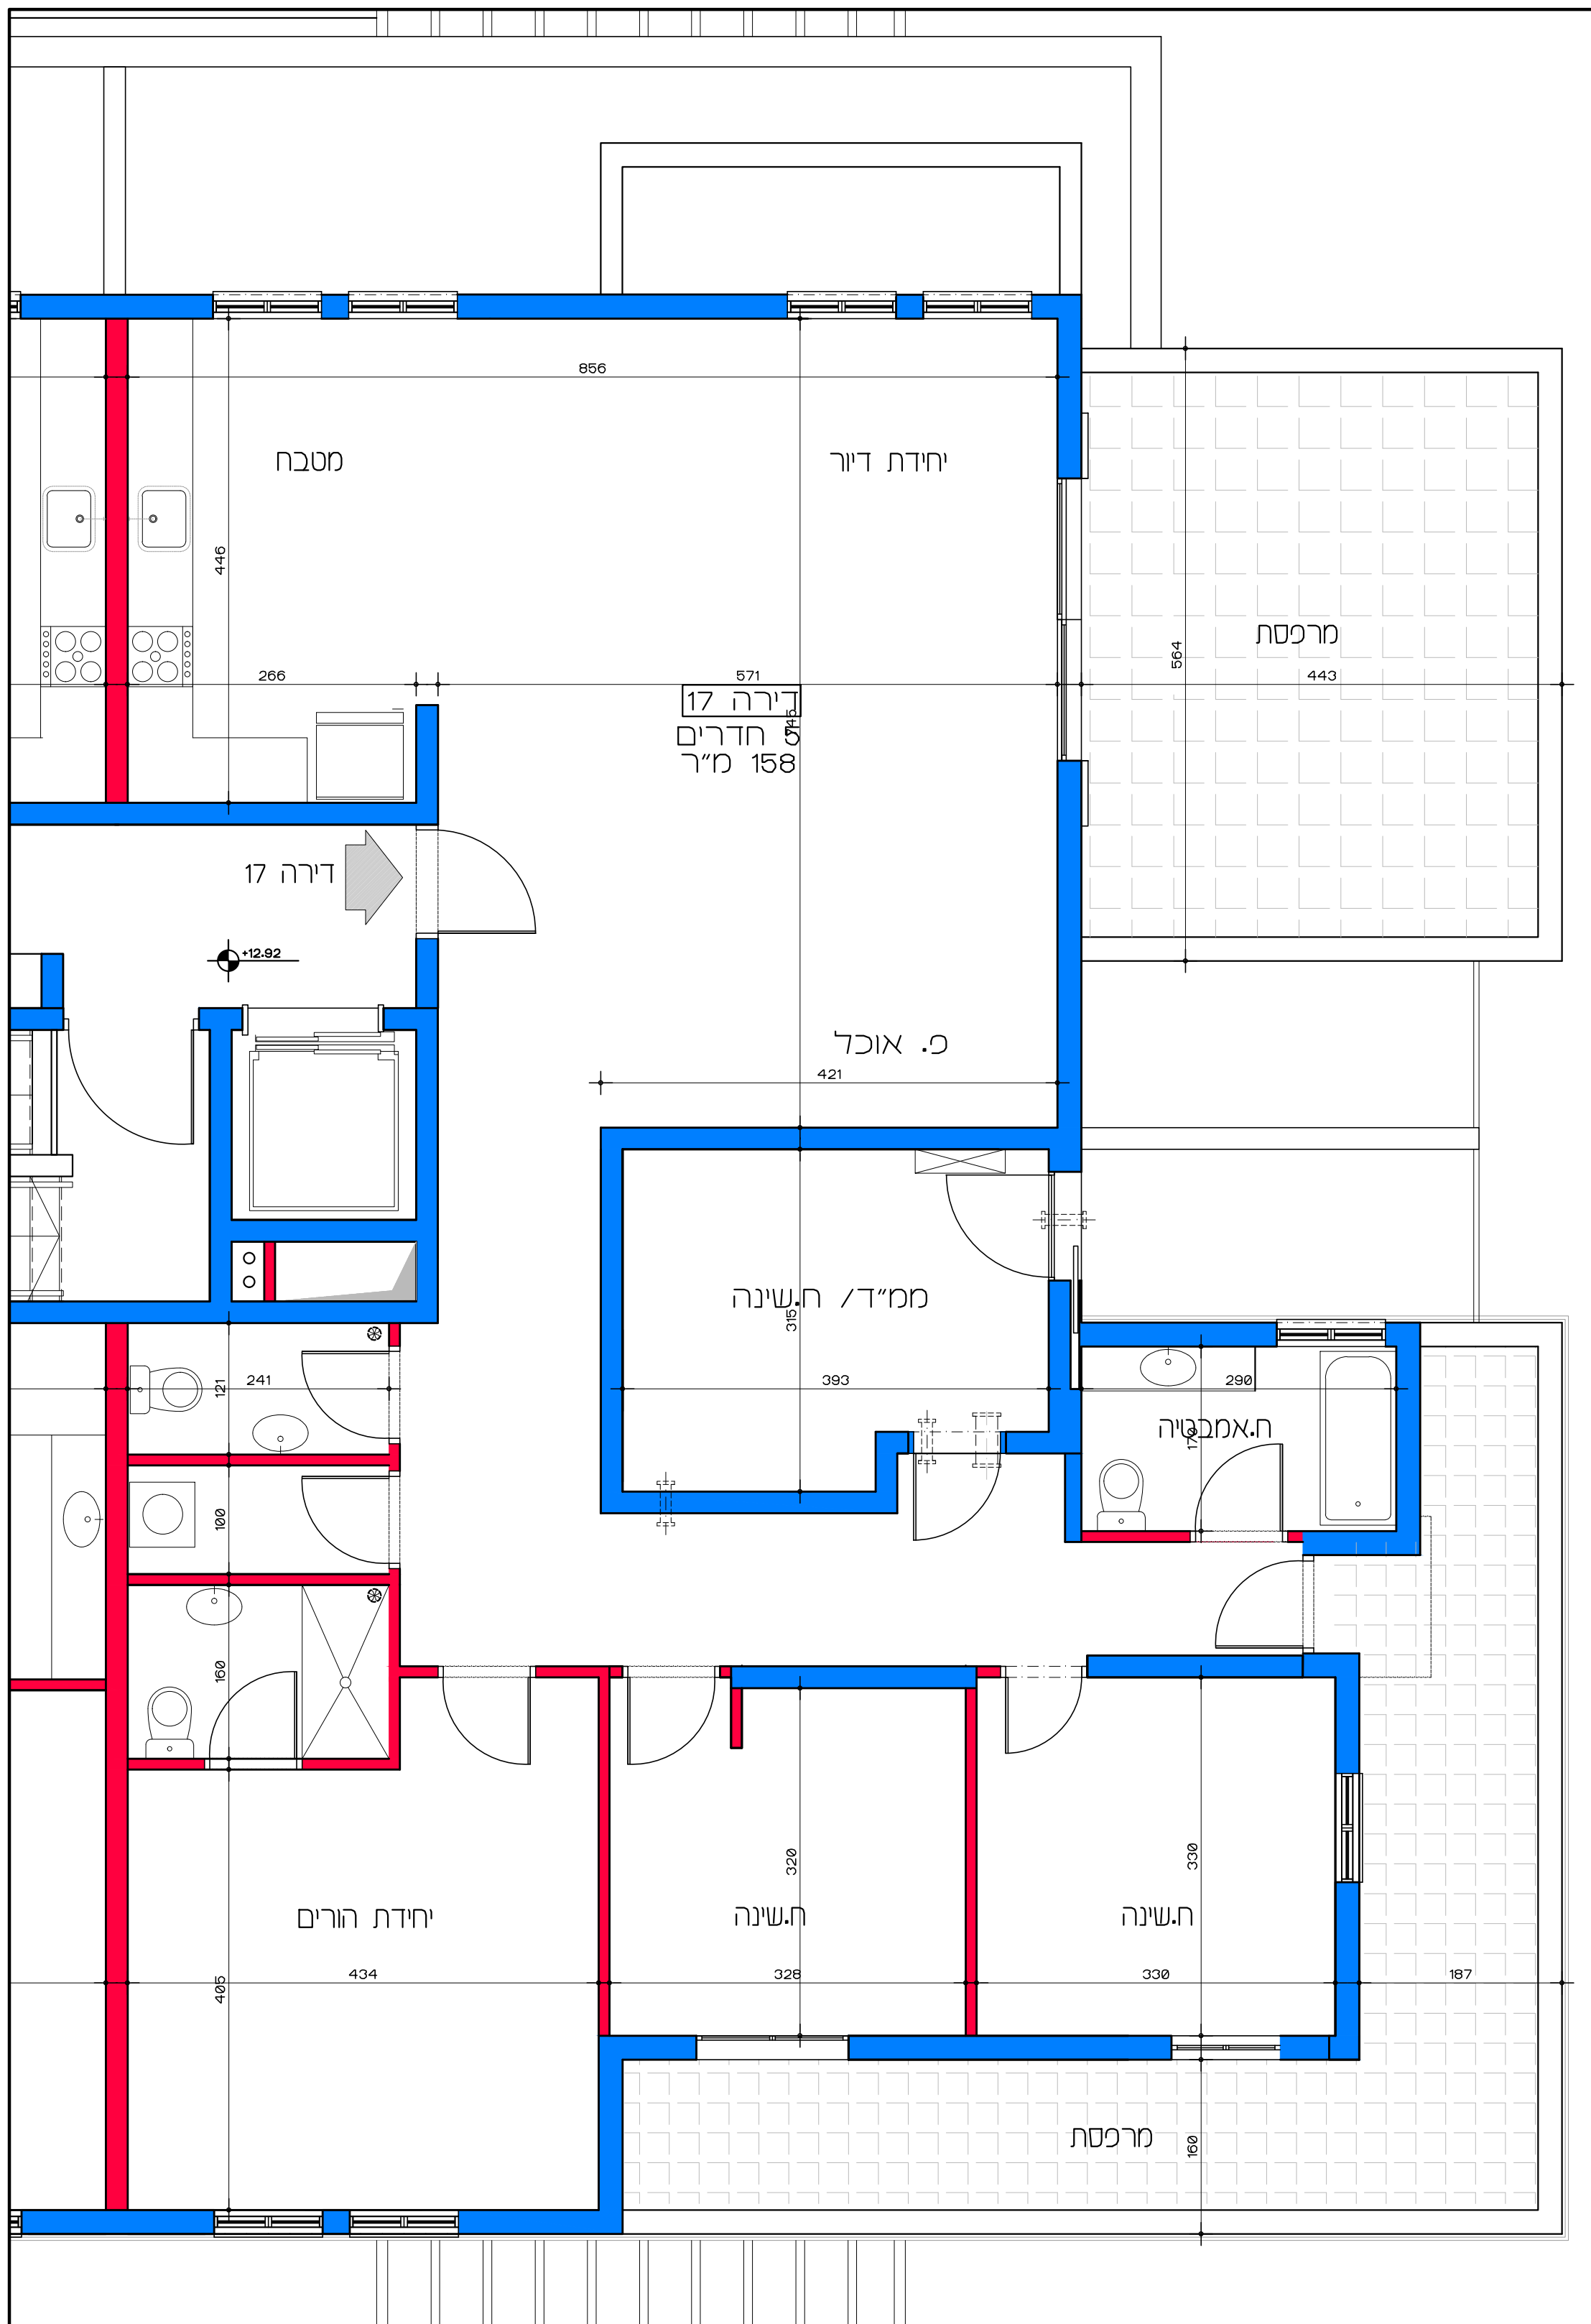 856
מטבח
יחידת דיור
446
מרפסת
564
266
571
443
דירה 17
745
5 חדרים
158 מ"ר
דירה 17
+12.92
פ. אוכל
421
ממ"ד/ ח.שינה
315
241
121
393
290
ח.אמבטיה
170
100
160
320
330
יחידת הורים
ח.שינה
ח.שינה
405
434
328
330
187
מרפסת
160